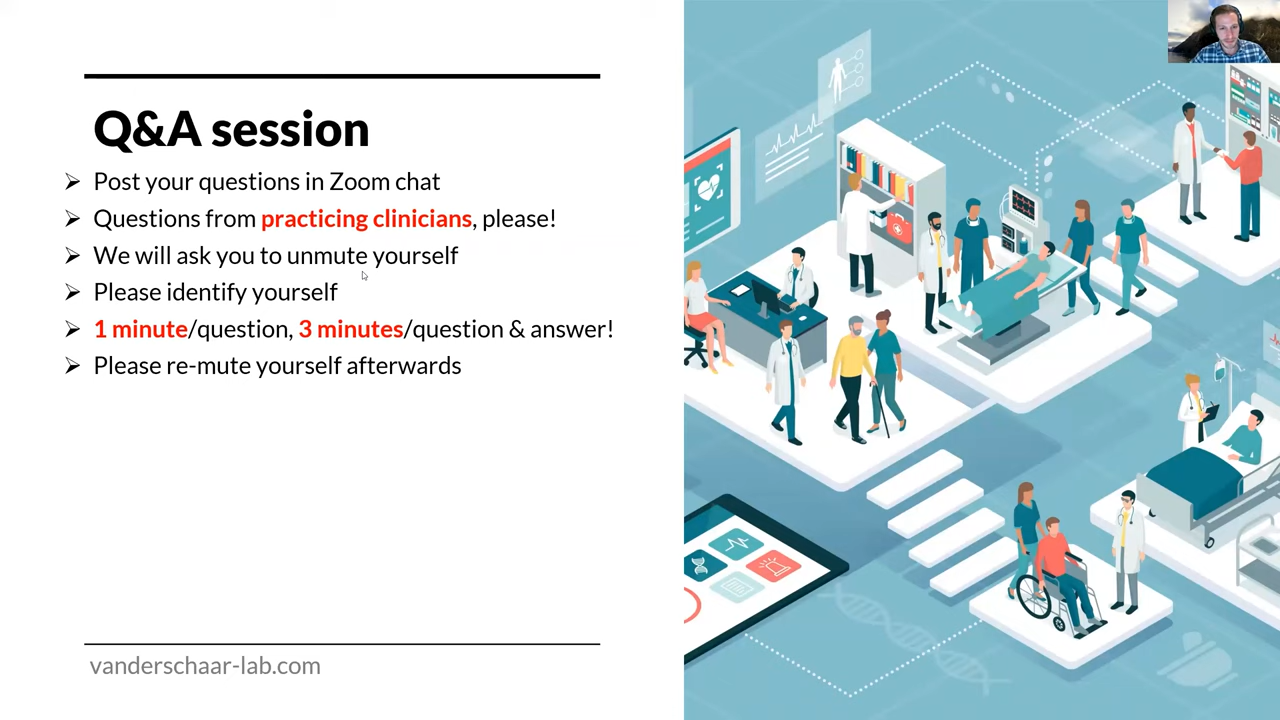 Q&A session
➢ Post your questions in Zoom chat
➢ Questions from practicing clinicians, please!
➢ We will ask you to unmute yourself
➢ Please identify yourself
➢ 1 minute/question, 3 minutes/question & answer!
➢ Please re-mute yourself afterwards
vanderschaar-lab.com